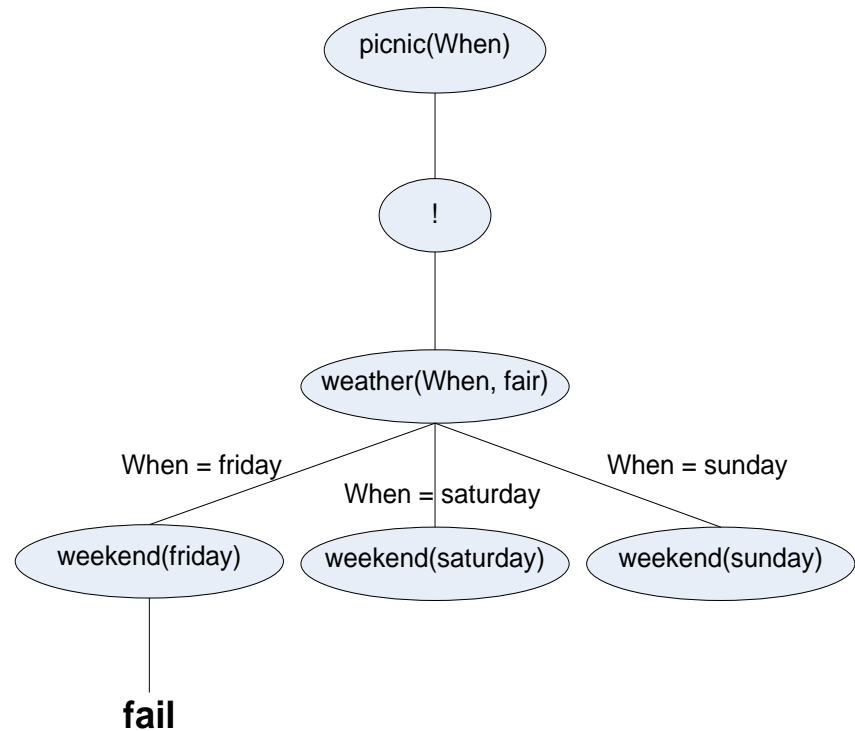 picnic(When)
!
weather(When, fair)
When = friday
When = saturday
When = sunday
weekend(friday)
weekend(saturday)
weekend(sunday)
fail